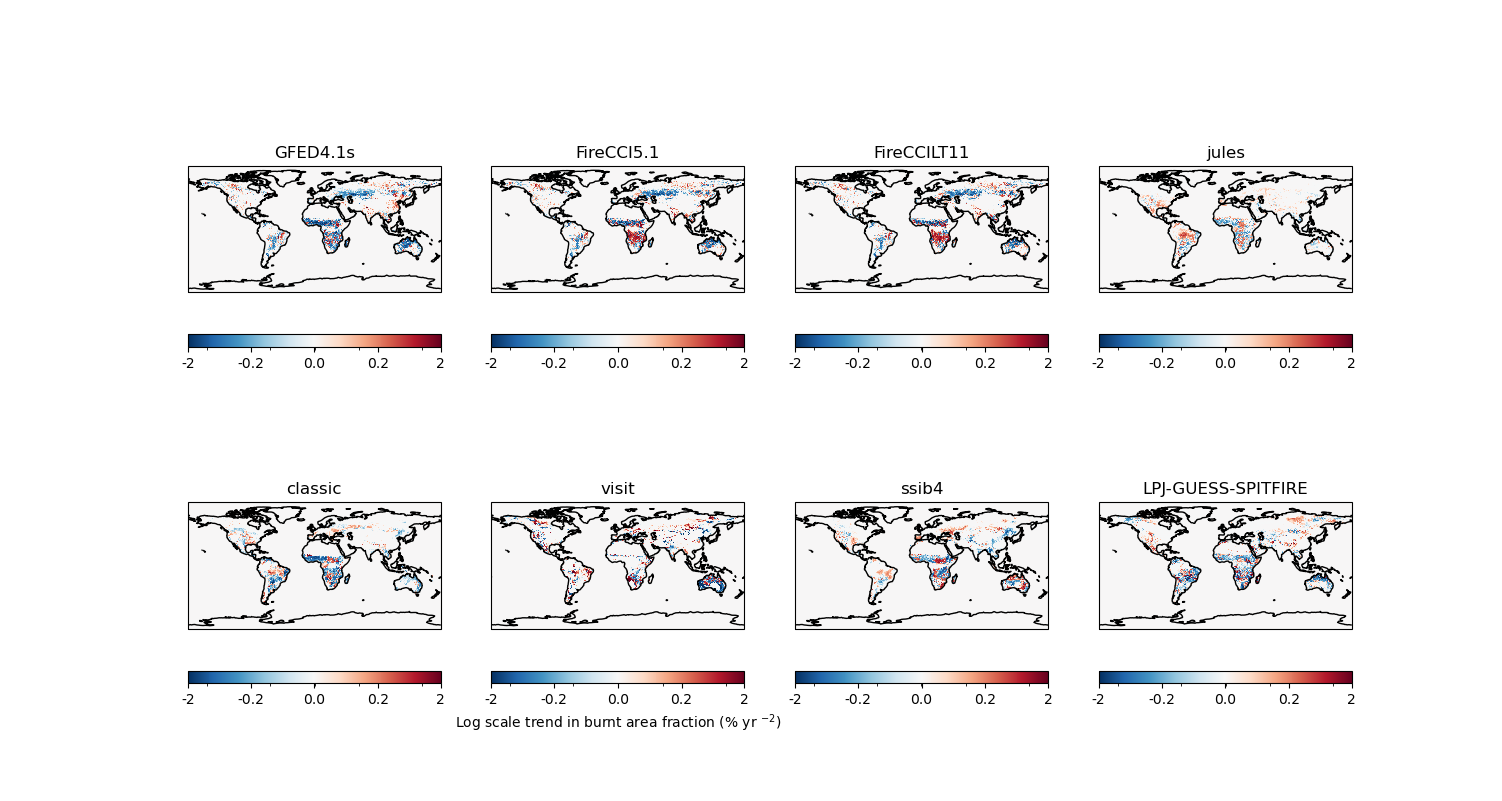 GFED4.1s FireCCI5.1 FireCCILT11 jules
-2 -0.2 0.0 0.2 2 -2 -0.2 0.0 0.2 2 -2 -0.2 0.0 0.2 2 -2 -0.2 0.0 0.2 2
classic visit ssib4 LPJ-GUESS-SPITFIRE
-2 -0.2 0.0 0.2 2 -2 -0.2 0.0 0.2 2 -2 -0.2 0.0 0.2 2 -2 -0.2 0.0 0.2 2
Log scale trend in burnt area fraction (% yr ⁻²)